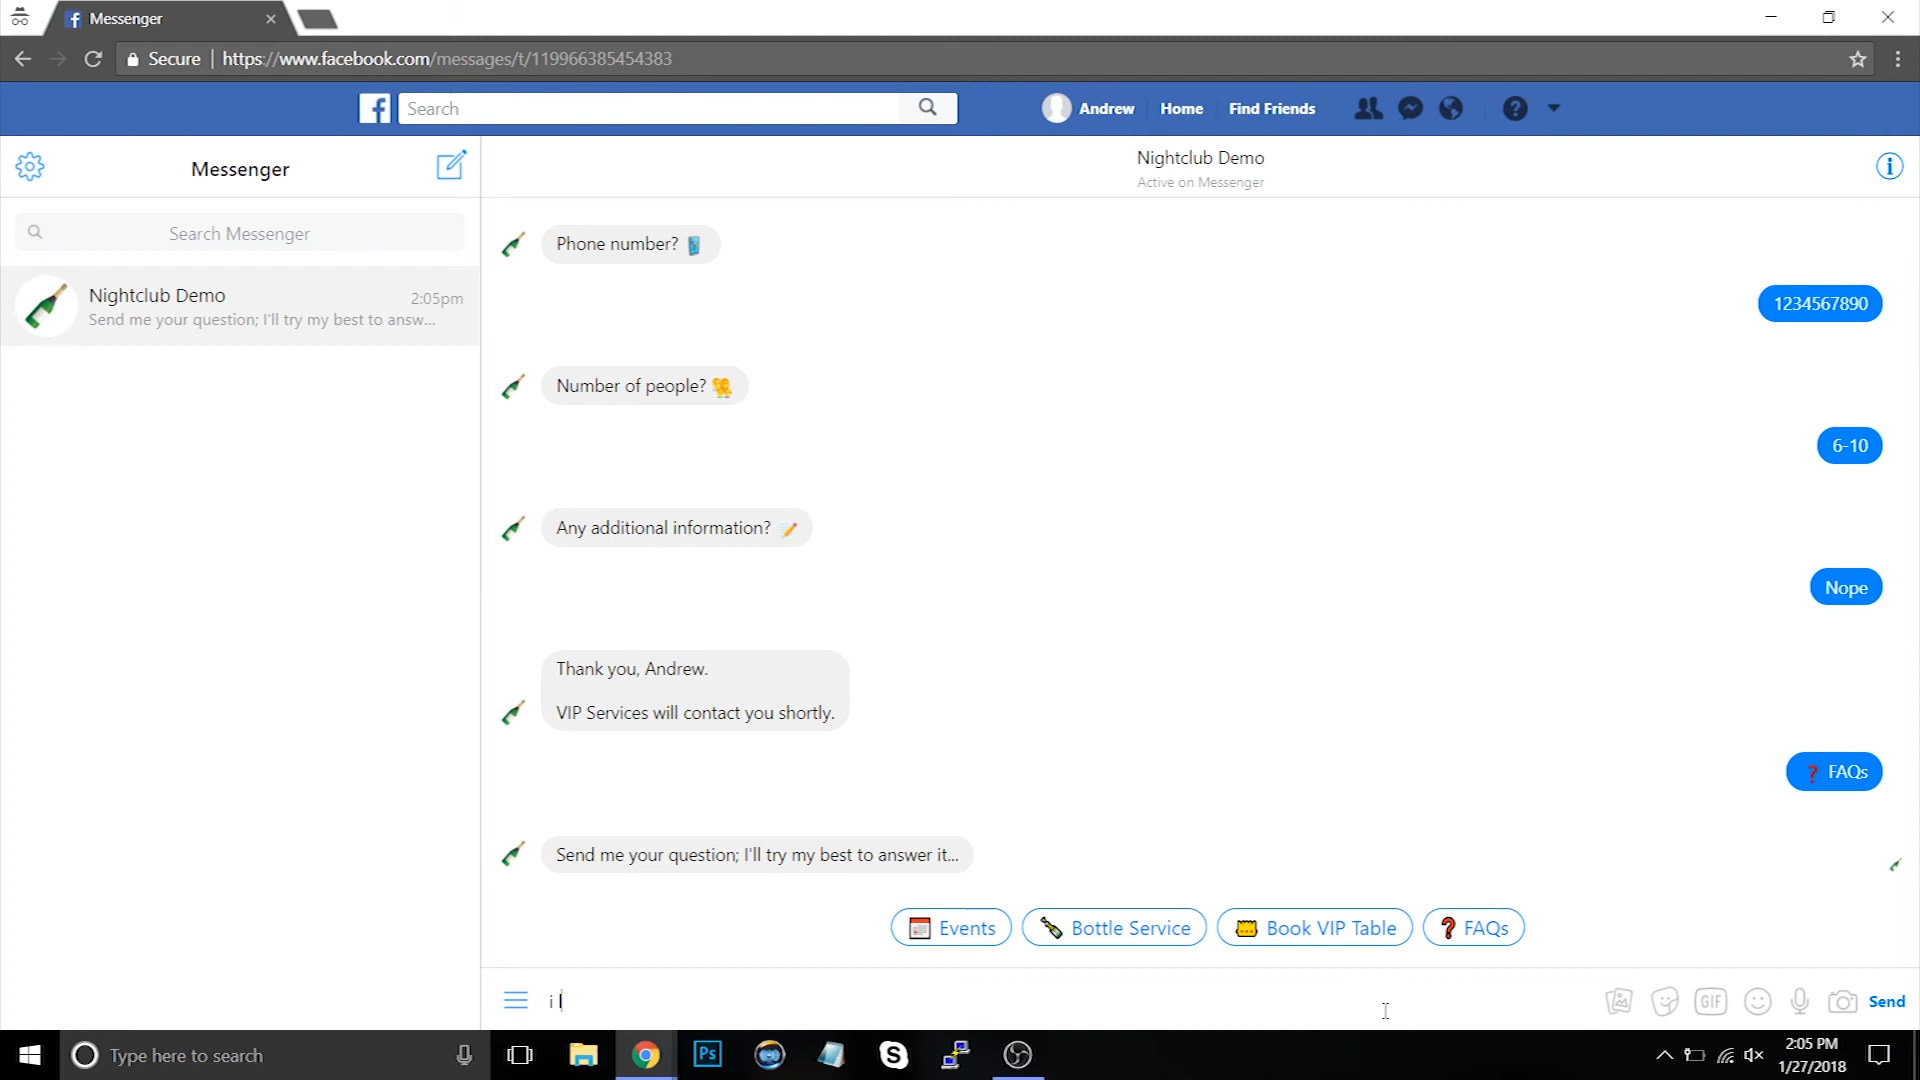 Messenger
Secure | https://www.facebook.com/messages/t/119966385454383
Search
Andrew
Home
Find Friends
Messenger
Nightclub Demo
Active on Messenger
Search Messenger
Nightclub Demo
2:05pm
Send me your question; I'll try my best to answ...
Phone number?
1234567890
Number of people?
6-10
Any additional information?
Nope
Thank you, Andrew.
VIP Services will contact you shortly.
❓ FAQs
Send me your question; I'll try my best to answer it...
Events
Bottle Service
Book VIP Table
❓ FAQs
i l
GIF
Send
Type here to search
Ps
2:05 PM
1/27/2018